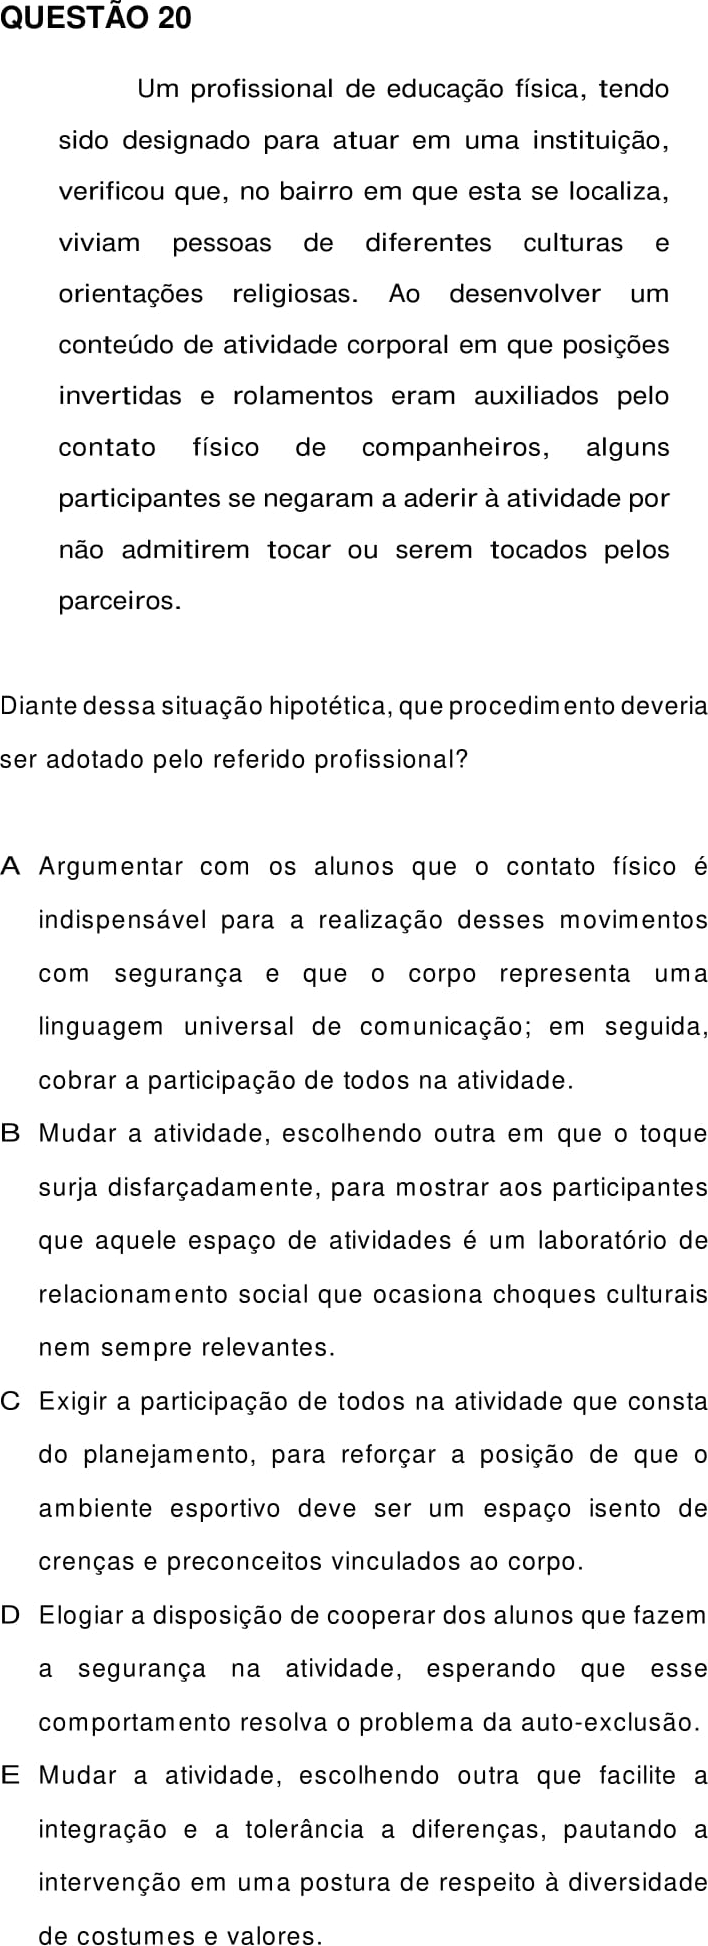 QUESTÃO 20
Um profissional de educação física, tendo
sido designado para atuar em uma instituição,
verificou que, no bairro em que esta se localiza,
viviam pessoas de diferentes culturas e
orientações religiosas. Ao desenvolver um
conteúdo de atividade corporal em que posições
invertidas e rolamentos eram auxiliados pelo
contato físico de companheiros, alguns
participantes se negaram a aderir à atividade por
não admitirem tocar ou serem tocados pelos
parceiros.
Diante dessa situação hipotética, que procedimento deveria
ser adotado pelo referido profissional?
A Argumentar com os alunos que o contato físico é
indispensável para a realização desses movimentos
com segurança e que o corpo representa uma
linguagem universal de comunicação; em seguida,
cobrar a participação de todos na atividade.
B Mudar a atividade, escolhendo outra em que o toque
surja disfarçadamente, para mostrar aos participantes
que aquele espaço de atividades é um laboratório de
relacionamento social que ocasiona choques culturais
nem sempre relevantes.
C Exigir a participação de todos na atividade que consta
do planejamento, para reforçar a posição de que o
ambiente esportivo deve ser um espaço isento de
crenças e preconceitos vinculados ao corpo.
D Elogiar a disposição de cooperar dos alunos que fazem
a segurança na atividade, esperando que esse
comportamento resolva o problema da auto-exclusão.
E Mudar a atividade, escolhendo outra que facilite a
integração e a tolerância a diferenças, pautando a
intervenção em uma postura de respeito à diversidade
de costumes e valores.